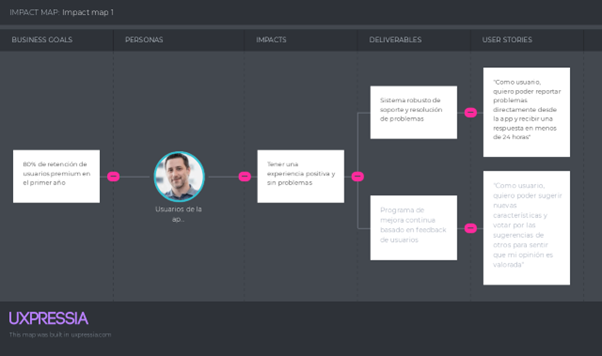 IMPACT MAP: Impact map 1
BUSINESS GOALS
PERSONAS
IMPACTS
DELIVERABLES
USER STORIES
80% de retención de
usuarios premium en
el primer año
Usuarios de la
ap..
Tener una
experiencia positiva y
sin problemas
Sistema robusto de
soporte y resolución
de problemas
"Como usuario,
quiero poder reportar
problemas
directamente desde
la app y recibir una
respuesta en menos
de 24 horas"
Programa de
mejora continua
basado en feedback
de usuarios
"Como usuario,
quiero poder sugerir
nuevas
características y
votar por las
sugerencias de
otros para sentir
que mi opinión es
valorada"
UXPRESSIA
This map was built in uxpressia.com